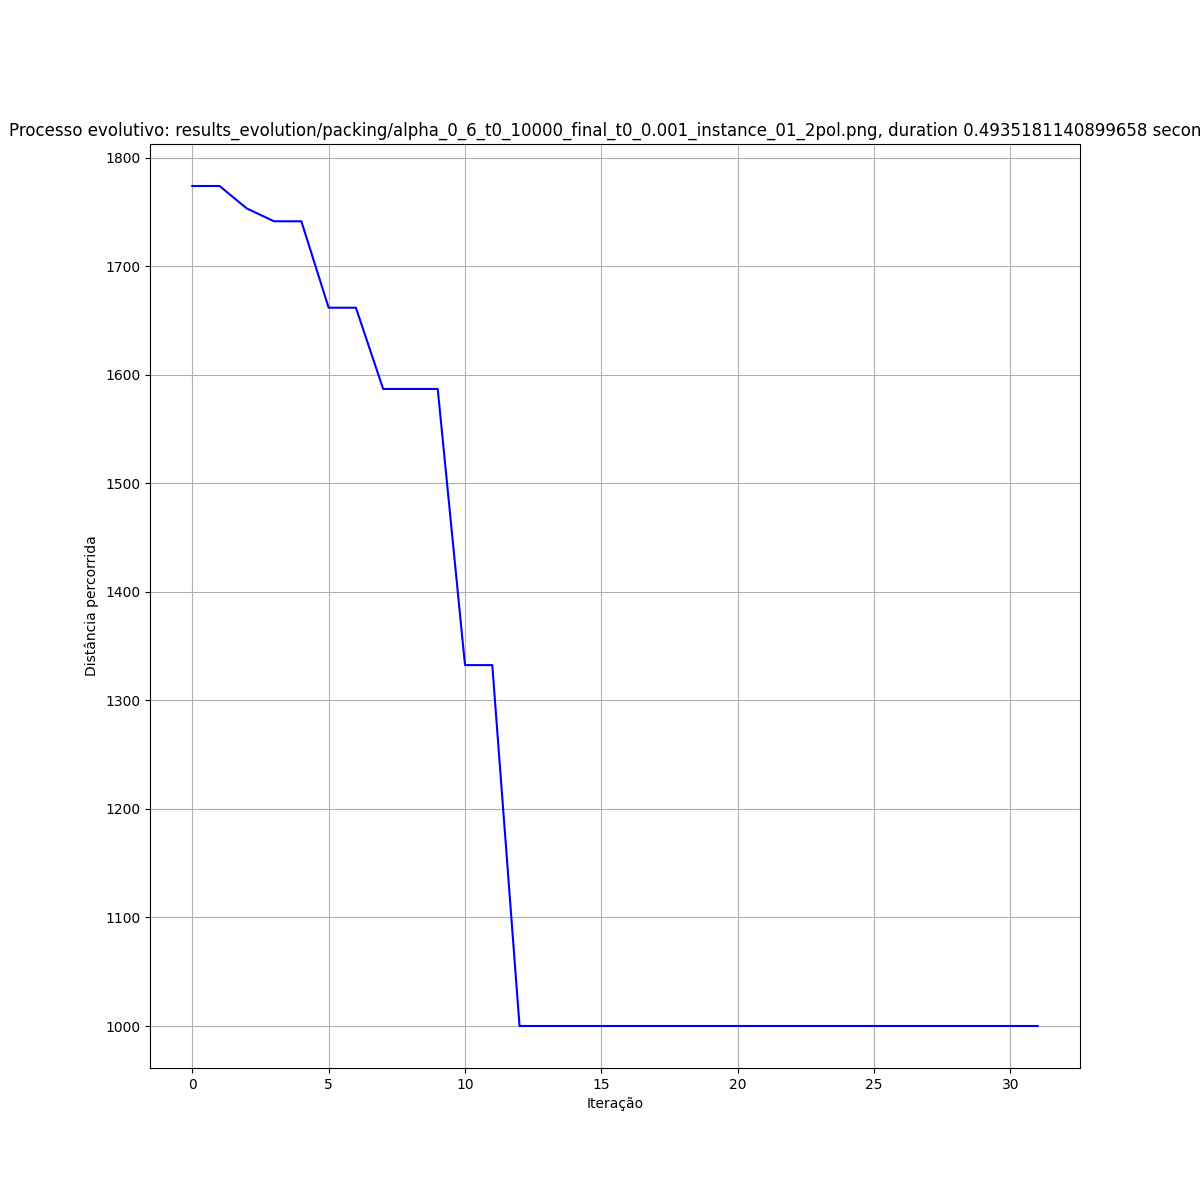 Processo evolutivo: results_evolution/packing/alpha_0_6_t0_10000_final_t0_0.001_instance_01_2pol.png, duration 0.4935181140899658 secon
1800
1700
1600
1500
1400
1300
1200
1100
1000
Distância percorrida
0 5 10 15 20 25 30
Iteração